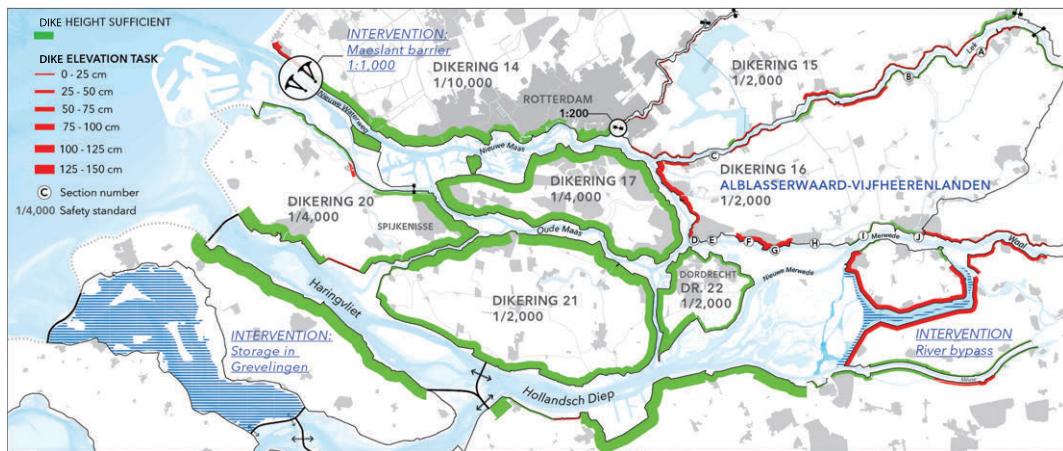 DIKE HEIGHT SUFFICIENT
DIKE ELEVATION TASK
0 - 25 cm
25 - 50 cm
50 - 75 cm
75 - 100 cm
100 - 125 cm
125 - 150 cm
C Section number
1/4,000 Safety standard
INTERVENTION:
Maeslant barrier
1:1,000
DIKERING 14
1/10,000
ROTTERDAM
1:200
DIKERING 15
1/2,000
Lek
A
B
C
Nieuwe Waterweg
Nieuwe Maas
DIKERING 16
ALBLASSERWAARD-VIJFHEERENLANDEN
1/2,000
DIKERING 17
1/4,000
DIKERING 20
1/4,000
SPIJKENISSE
Oude Maas
D
E
F
G
H
I
Merwede
J
Waal
DORDRECHT
DR. 22
1/2,000
Nieuwe Merwede
DIKERING 21
1/2,000
Haringvliet
INTERVENTION:
Storage in
Grevelingen
INTERVENTION
River bypass
Hollandsch Diep